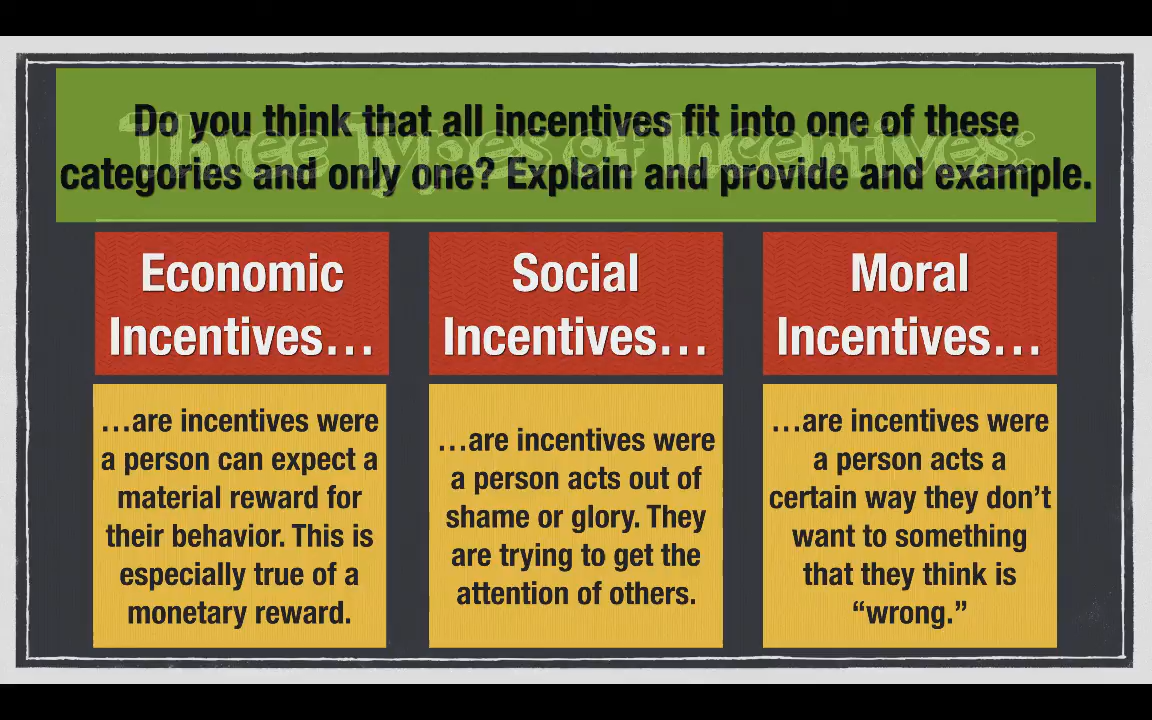 Do you think that all incentives fit into one of these
categories and only one? Explain and provide and example.
Three Types of Incentives:
Economic
Incentives…
Social
Incentives…
Moral
Incentives…
…are incentives were
a person can expect a
material reward for
their behavior. This is
especially true of a
monetary reward.
…are incentives were
a person acts out of
shame or glory. They
are trying to get the
attention of others.
…are incentives were
a person acts a
certain way they don’t
want to something
that they think is
“wrong.”